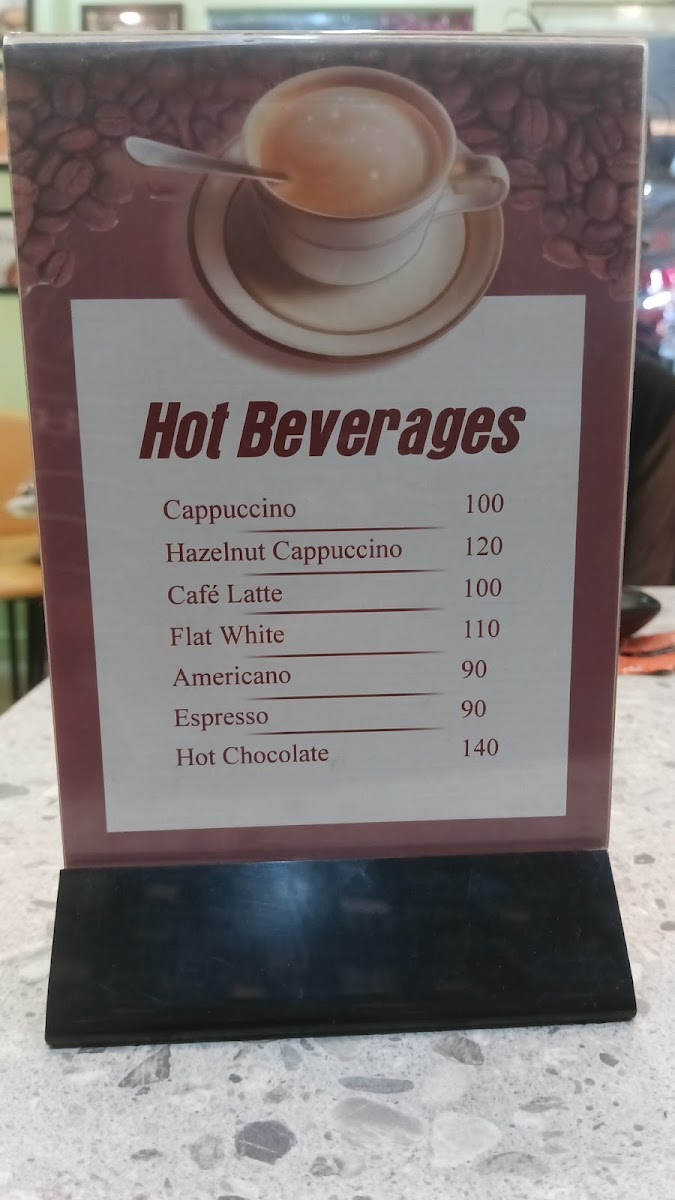 Hot Beverages
Cappuccino 100
Hazelnut Cappuccino 120
Café Latte 100
Flat White 110
Americano 90
Espresso 90
Hot Chocolate 140